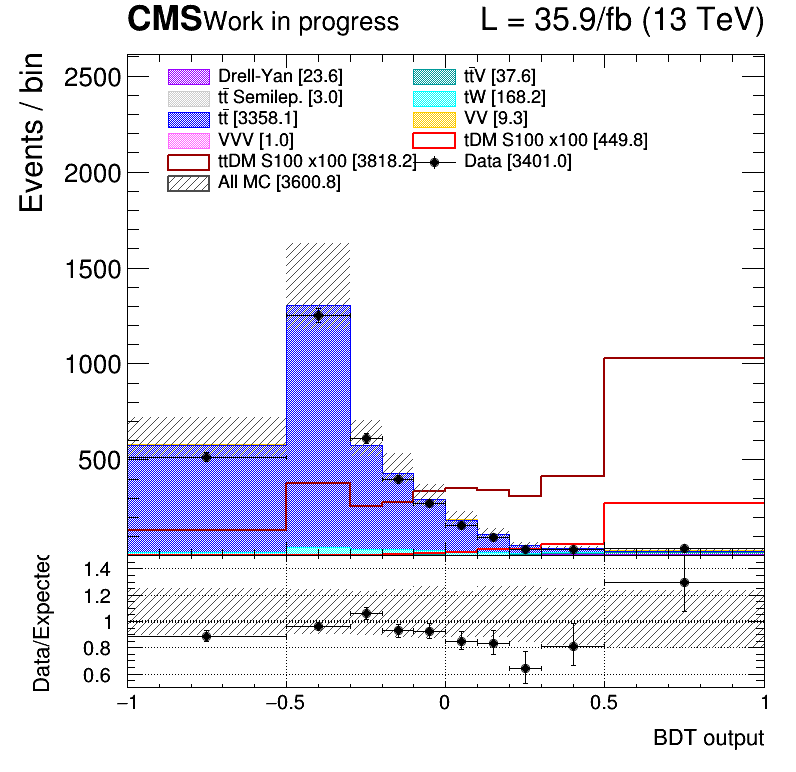 CMS Work in progress L = 35.9/fb (13 TeV)
Events / bin
2500
2000
1500
1000
500
Drell-Yan [23.6] tt̄V [37.6]
tt̄ Semilep. [3.0] tW [168.2]
tt̄ [3358.1] VV [9.3]
VVV [1.0] tDM S100 x100 [449.8]
ttDM S100 x100 [3818.2] Data [3401.0]
All MC [3600.8]
Data/Expected
1.4
1.2
1
0.8
0.6
−1 −0.5 0 0.5 1
BDT output